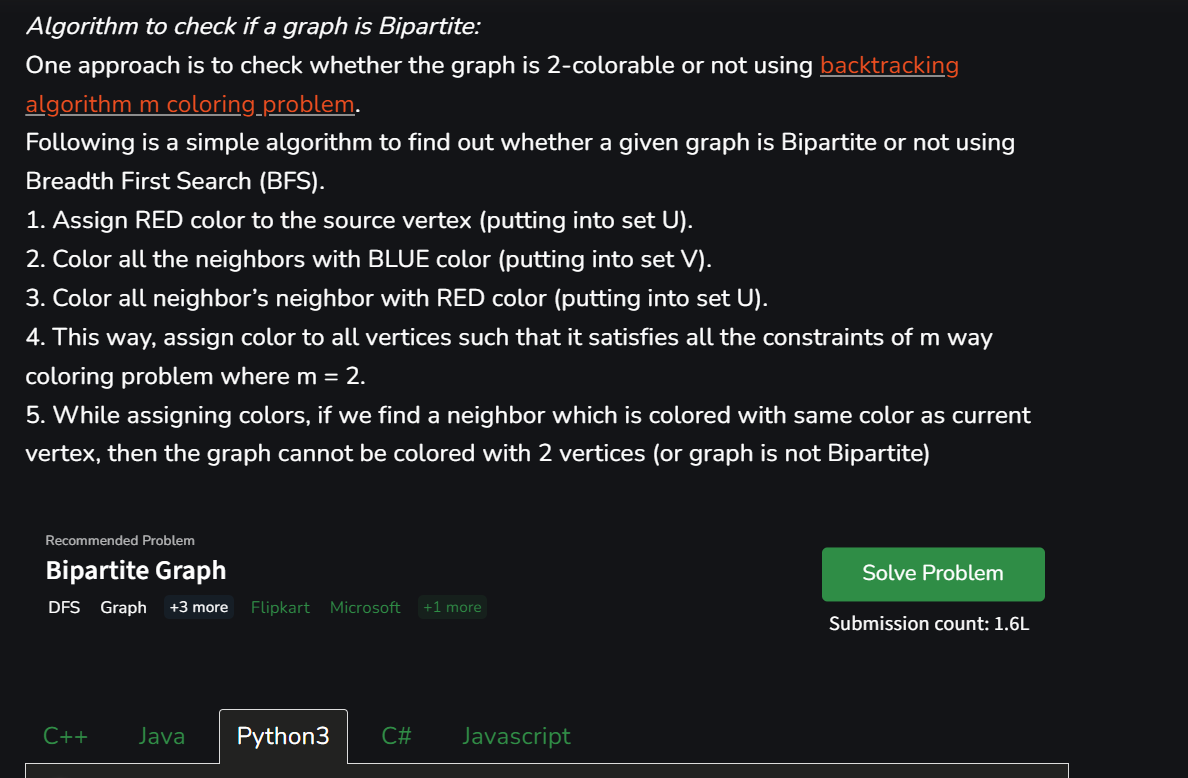 Algorithm to check if a graph is Bipartite:
One approach is to check whether the graph is 2-colorable or not using backtracking
algorithm m coloring problem.
Following is a simple algorithm to find out whether a given graph is Bipartite or not using
Breadth First Search (BFS).
1. Assign RED color to the source vertex (putting into set U).
2. Color all the neighbors with BLUE color (putting into set V).
3. Color all neighbor’s neighbor with RED color (putting into set U).
4. This way, assign color to all vertices such that it satisfies all the constraints of m way
coloring problem where m = 2.
5. While assigning colors, if we find a neighbor which is colored with same color as current
vertex, then the graph cannot be colored with 2 vertices (or graph is not Bipartite)
Recommended Problem
Bipartite Graph
Solve Problem
DFS Graph +3 more Flipkart Microsoft +1 more
Submission count: 1.6L
C++ Java Python3 C# Javascript